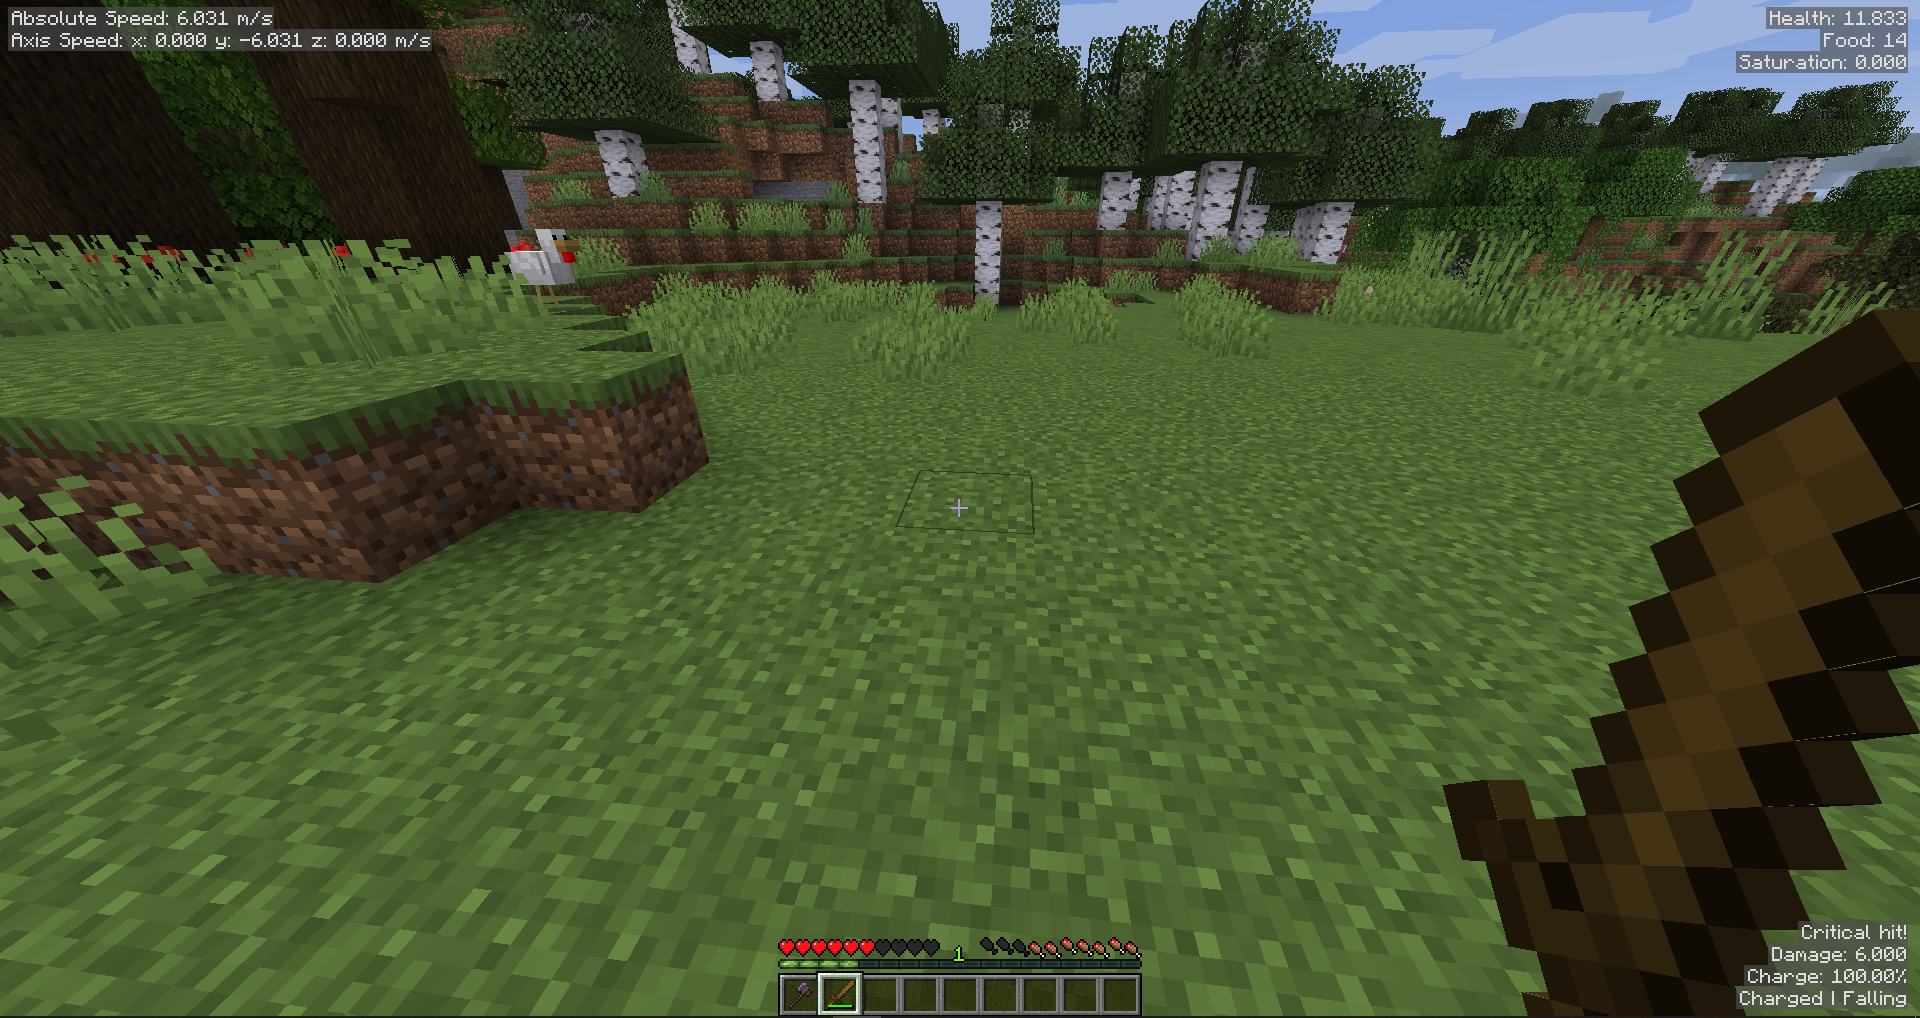 Absolute Speed: 6.031 m/s
Axis Speed: x: 0.000 y: -6.031 z: 0.000 m/s
Health: 11.833
Food: 14
Saturation: 0.000
1
Critical hit!
Damage: 6.000
Charge: 100.00%
Charged | Falling